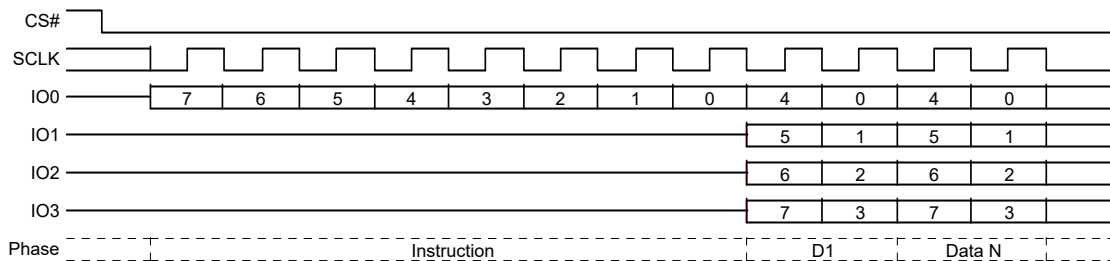 CS#
SCLK
IO0 7 6 5 4 3 2 1 0 4 0 4 0
IO1 5 1 5 1
IO2 6 2 6 2
IO3 7 3 7 3
Phase Instruction D1 Data N